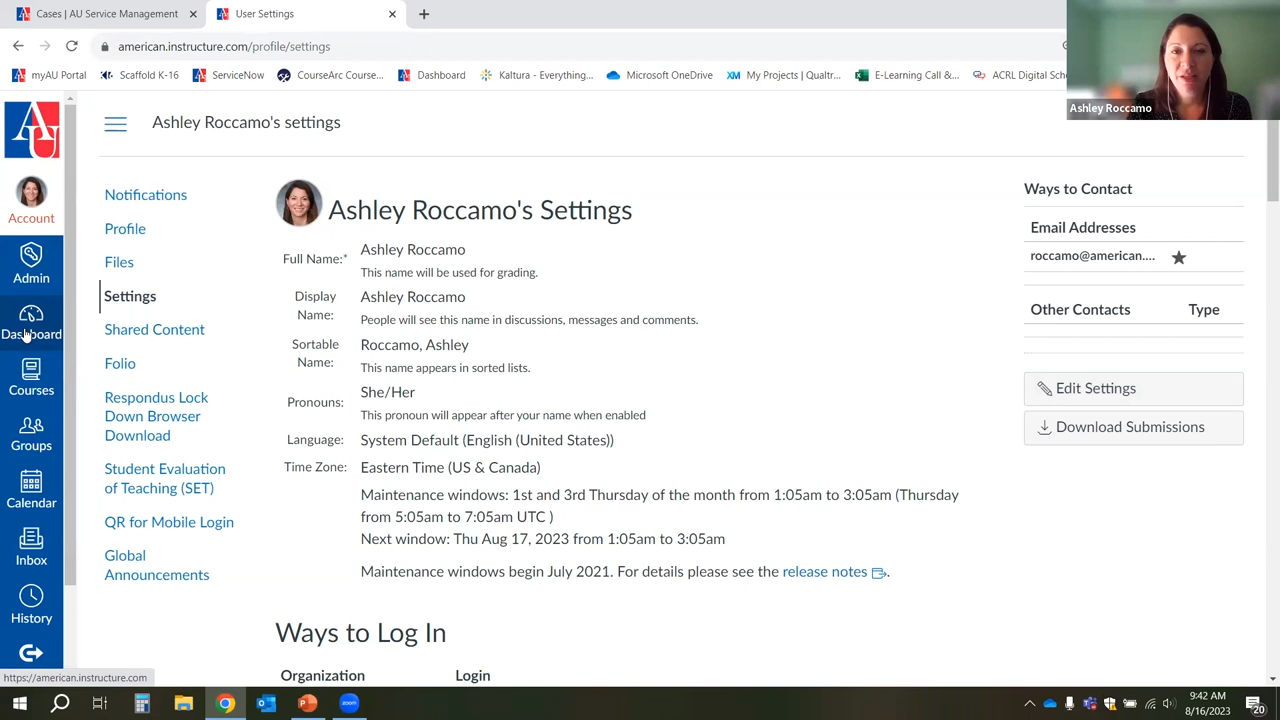 Cases | AU Service Management
User Settings
american.instructure.com/profile/settings
myAU Portal
Scaffold K-16
ServiceNow
CourseArc Course...
Dashboard
Kaltura - Everything...
Microsoft OneDrive
XM My Projects | Qualtr...
E-Learning Call &...
ACRL Digital Sch
Ashley Roccamo
AU
Account
Admin
Dashboard
Courses
Groups
Calendar
Inbox
History
Ashley Roccamo's settings
Notifications
Profile
Files
Settings
Shared Content
Folio
Respondus Lock
Down Browser
Download
Student Evaluation
of Teaching (SET)
QR for Mobile Login
Global
Announcements
Ashley Roccamo's Settings
Full Name:* Ashley Roccamo
This name will be used for grading.
Display
Name:
Ashley Roccamo
People will see this name in discussions, messages and comments.
Sortable
Name:
Roccamo, Ashley
This name appears in sorted lists.
Pronouns: She/Her
This pronoun will appear after your name when enabled
Language: System Default (English (United States))
Time Zone: Eastern Time (US & Canada)
Maintenance windows: 1st and 3rd Thursday of the month from 1:05am to 3:05am (Thursday
from 5:05am to 7:05am UTC )
Next window: Thu Aug 17, 2023 from 1:05am to 3:05am
Maintenance windows begin July 2021. For details please see the release notes .
Ways to Log In
Organization Login
Ways to Contact
Email Addresses
roccamo@american....
Other Contacts Type
Edit Settings
Download Submissions
https://american.instructure.com
9:42 AM
8/16/2023
20